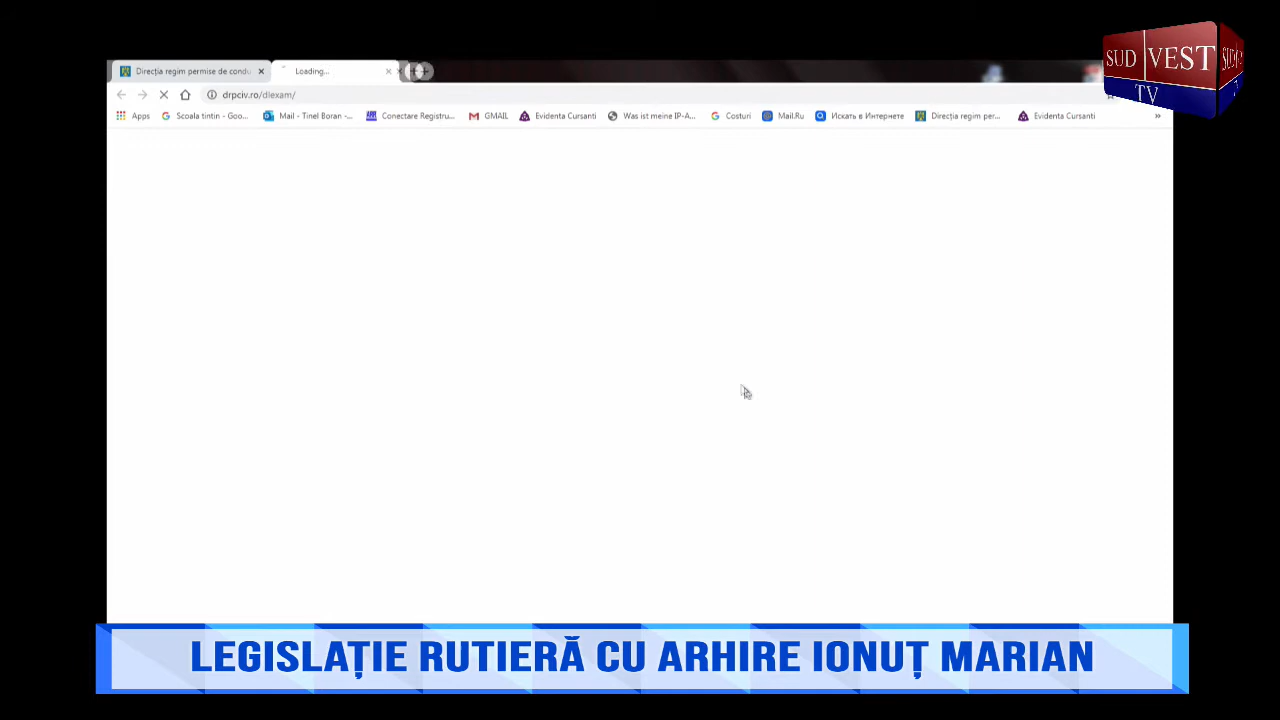 SUD VEST SUD
TV
Direcția regim permise de condu
Loading...
drpciv.ro/dlexam/
Apps
Scoala tintin - Goo...
Mail - Tinel Boran -...
Conectare Registru...
GMAIL
Evidenta Cursanti
Was ist meine IP-A...
Costuri
Mail.Ru
Искать в Интернете
Direcția regim per...
Evidenta Cursanti
»
LEGISLAȚIE RUTIERĂ CU ARHIRE IONUȚ MARIAN